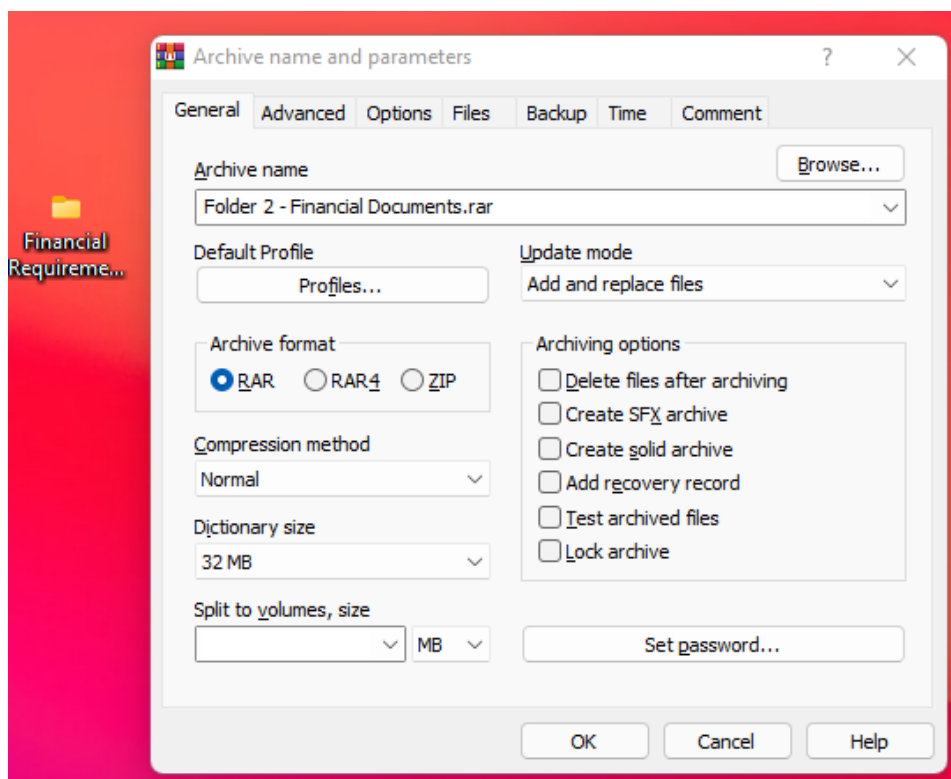 Archive name and parameters
General Advanced Options Files Backup Time Comment
Archive name
Browse...
Folder 2 - Financial Documents.rar
Financial
Requireme...
Default Profile
Profiles...
Update mode
Add and replace files
Archive format
RAR RAR4 ZIP
Compression method
Normal
Dictionary size
32 MB
Split to volumes, size
MB
Archiving options
Delete files after archiving
Create SFX archive
Create solid archive
Add recovery record
Test archived files
Lock archive
Set password...
OK Cancel Help